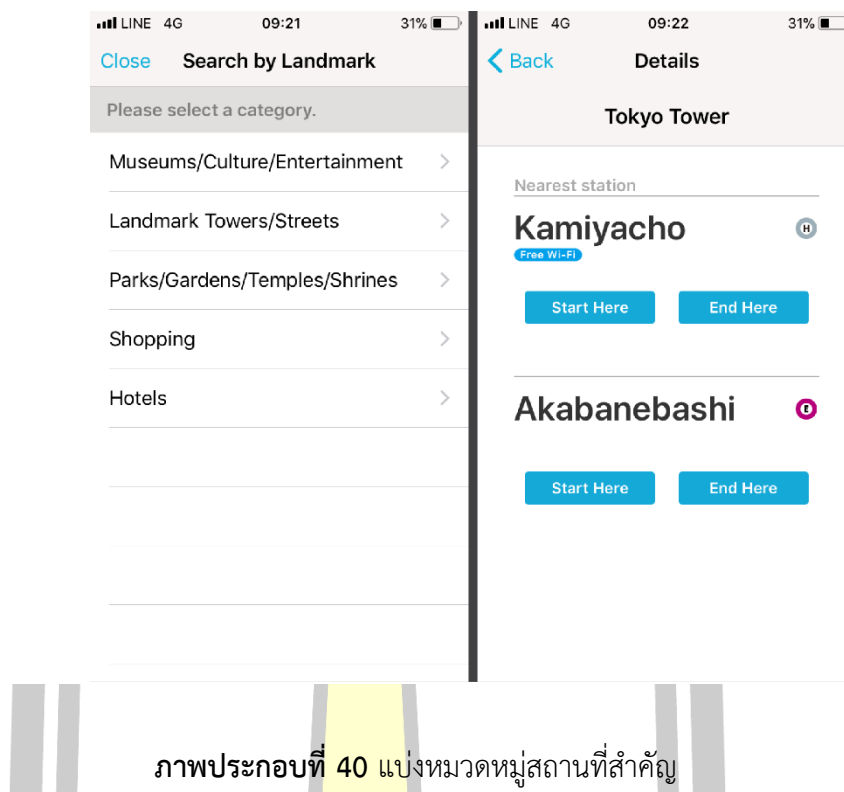 LINE 4G 09:21 31%
Close Search by Landmark
Please select a category.
Museums/Culture/Entertainment
Landmark Towers/Streets
Parks/Gardens/Temples/Shrines
Shopping
Hotels
LINE 4G 09:22 31%
Back Details
Tokyo Tower
Nearest station
Kamiyacho H
Free Wi-Fi
Start Here End Here
Akabanebashi E
Start Here End Here
ภาพประกอบที่ 40 แบ่งหมวดหมู่สถานที่สำคัญ